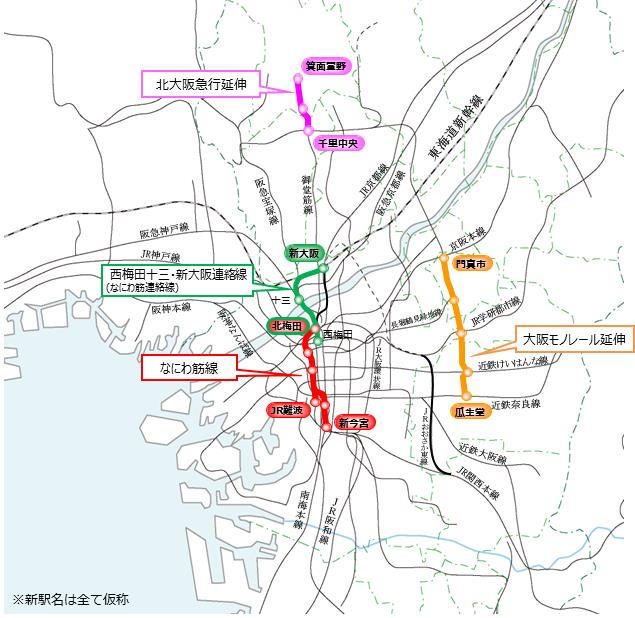 箕面萱野
北大阪急行延伸
千里中央
東海道新幹線
JR京都線
阪急京都線
御堂筋線
阪急宝塚線
阪急神戸線
京阪本線
JR神戸線
新大阪
門真市
西梅田十三・新大阪連絡線
(なにわ筋連絡線)
十三
阪神本線
北梅田
西梅田
長堀鶴見緑地線
JR学研都市線
阪神なんば線
大阪モノレール延伸
JR大阪環状線
なにわ筋線
近鉄けいはんな線
近鉄奈良線
瓜生堂
JR難波
新今宮
JRおおさか東線
近鉄大阪線
JR関西本線
南海本線
JR阪和線
※新駅名は全て仮称